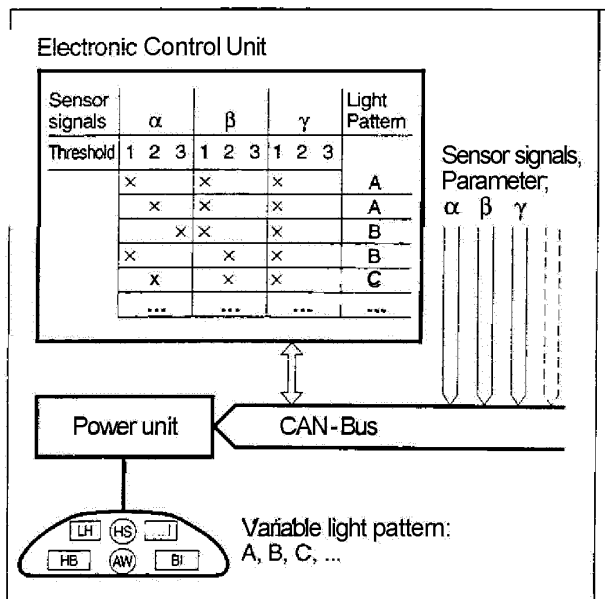 Electronic Control Unit
Sensor signals α β γ Light Pattern
Threshold 1 2 3 1 2 3 1 2 3
× × × A
× × × A
× × × B
× × × B
x × × C
... ... ... ...
Sensor signals,
Parameter;
α β γ
Power unit
CAN-Bus
LH HS ...I
HB AW BI
Variable light pattern:
A, B, C, ...